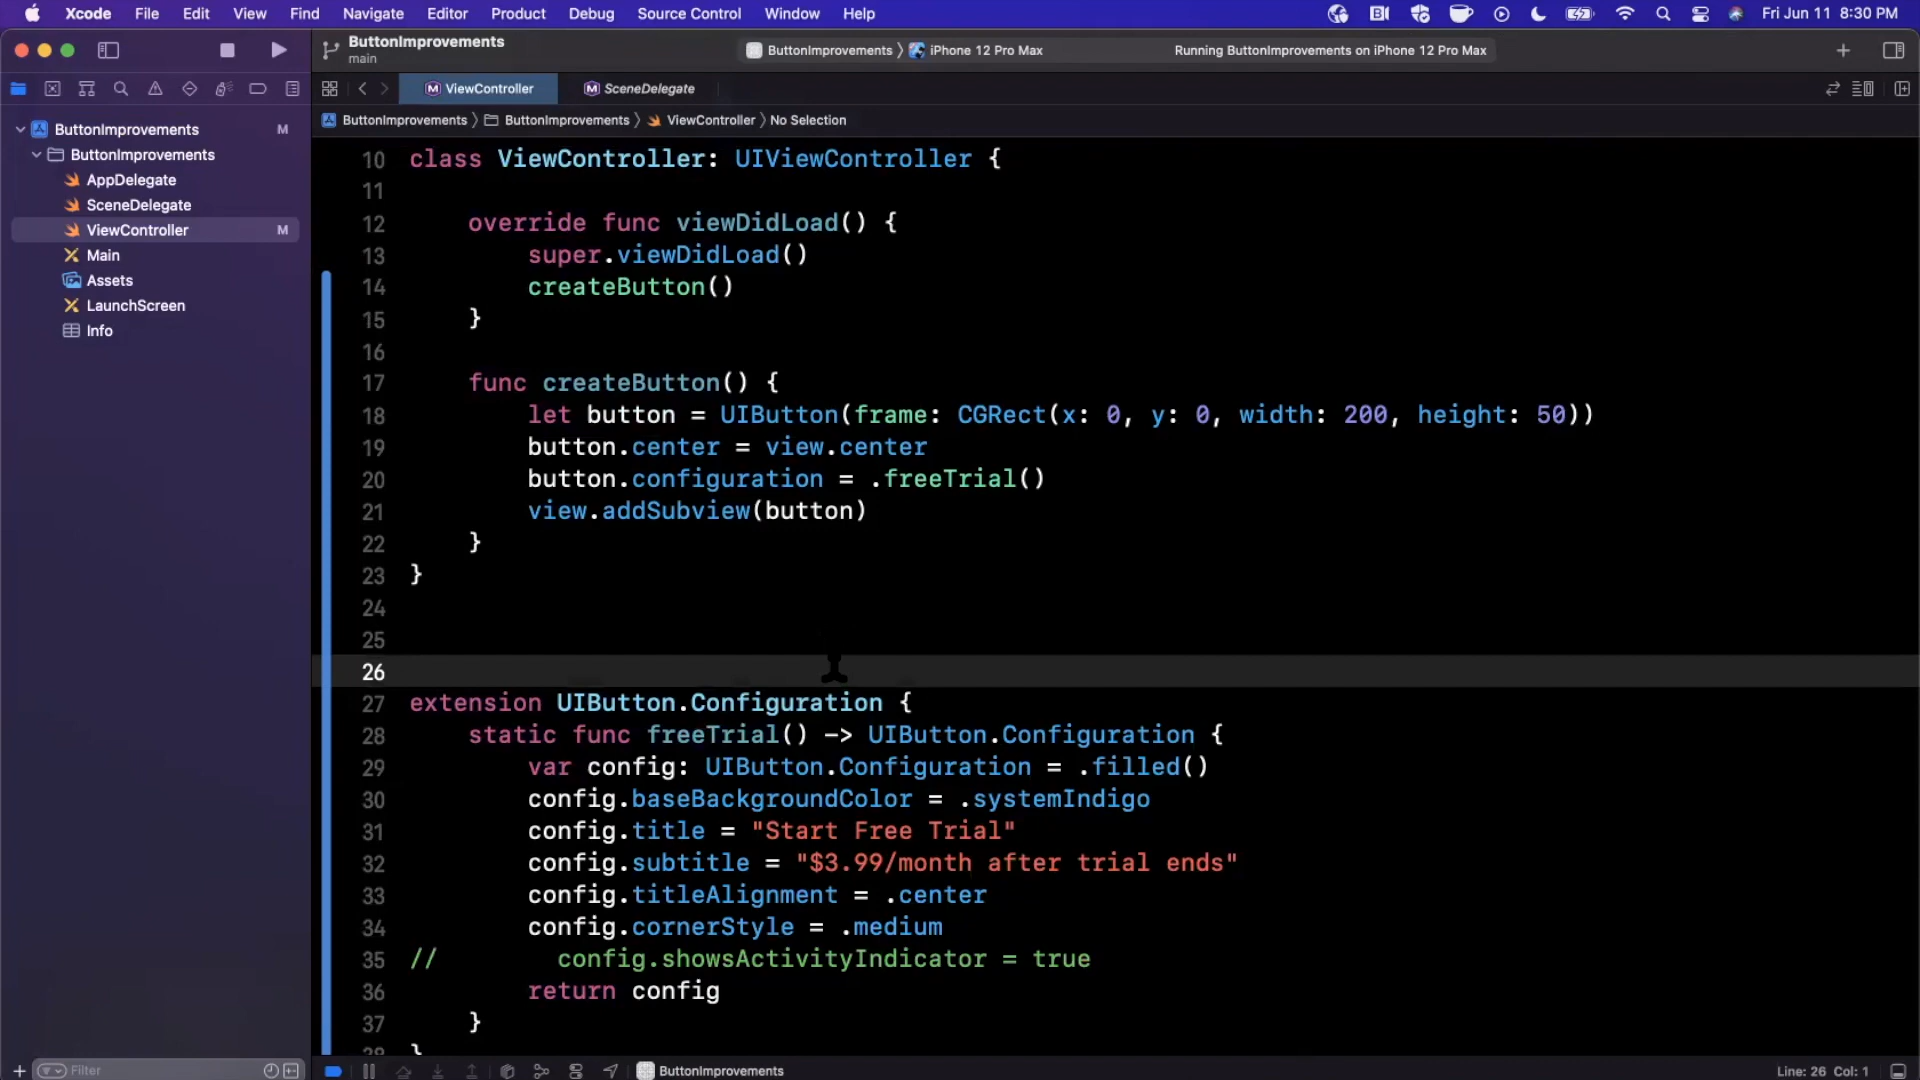 Xcode File Edit View Find Navigate Editor Product Debug Source Control Window Help Fri Jun 11 8:30 PM
ButtonImprovements
main
ButtonImprovements iPhone 12 Pro Max Running ButtonImprovements on iPhone 12 Pro Max
ViewController SceneDelegate
ButtonImprovements ButtonImprovements ViewController No Selection
ButtonImprovements M
ButtonImprovements
AppDelegate
SceneDelegate
ViewController M
Main
Assets
LaunchScreen
Info
10 class ViewController: UIViewController {
11
12 override func viewDidLoad() {
13 super.viewDidLoad()
14 createButton()
15 }
16
17 func createButton() {
18 let button = UIButton(frame: CGRect(x: 0, y: 0, width: 200, height: 50))
19 button.center = view.center
20 button.configuration = .freeTrial()
21 view.addSubview(button)
22 }
23 }
24
25
26
27 extension UIButton.Configuration {
28 static func freeTrial() -> UIButton.Configuration {
29 var config: UIButton.Configuration = .filled()
30 config.baseBackgroundColor = .systemIndigo
31 config.title = "Start Free Trial"
32 config.subtitle = "$3.99/month after trial ends"
33 config.titleAlignment = .center
34 config.cornerStyle = .medium
35 // config.showsActivityIndicator = true
36 return config
37 }
38 }
Filter
ButtonImprovements
Line: 26 Col: 1